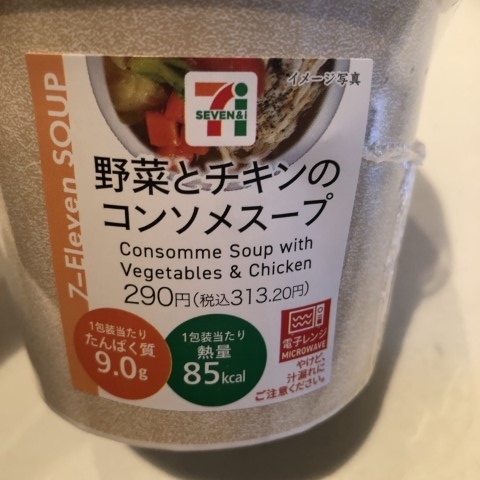 イメージ写真
7-Eleven SOUP
SEVEN&i
野菜とチキンの
コンソメスープ
Consomme Soup with
Vegetables & Chicken
290円(税込313.20円)
1包装当たり
たんぱく質
9.0g
1包装当たり
熱量
85kcal
電子レンジ
MICROWAVE
やけど、
汁漏れに
ご注意ください。